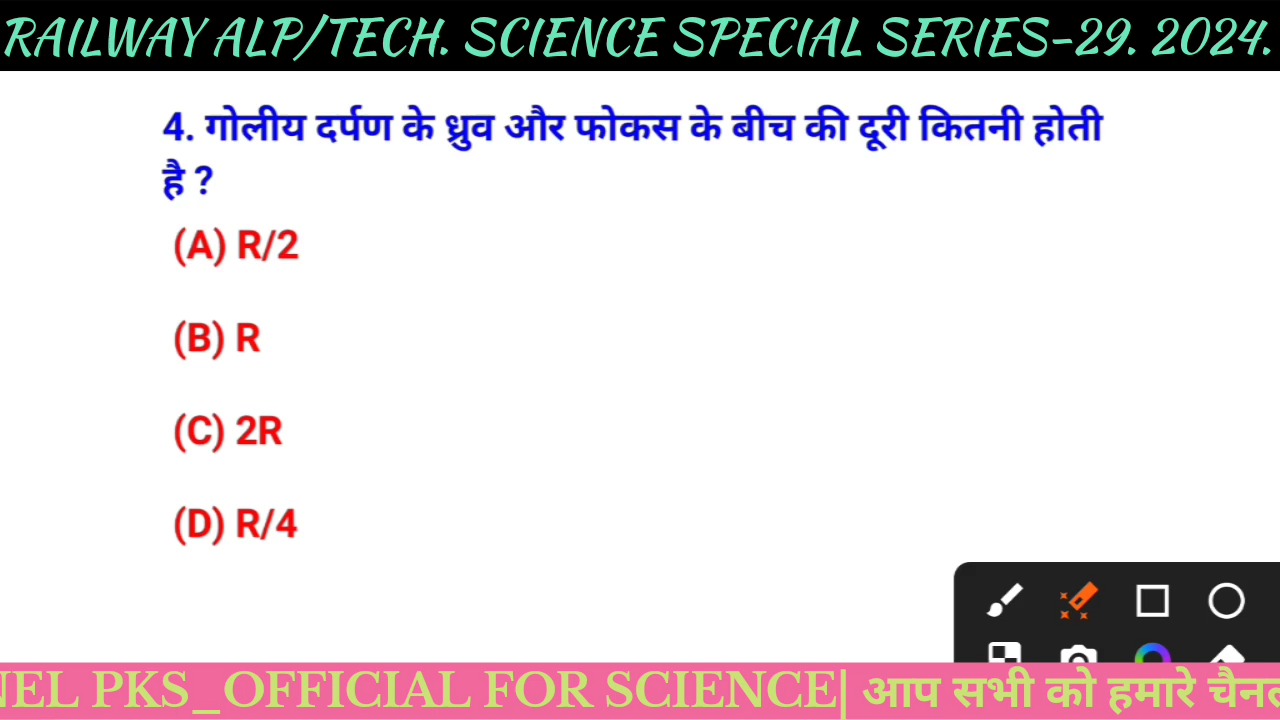 RAILWAY ALP/TECH. SCIENCE SPECIAL SERIES-29. 2024.
4. गोलीय दर्पण के ध्रुव और फोकस के बीच की दूरी कितनी होती
है ?
(A) R/2
(B) R
(C) 2R
(D) R/4
NEL PKS_OFFICIAL FOR SCIENCE| आप सभी को हमारे